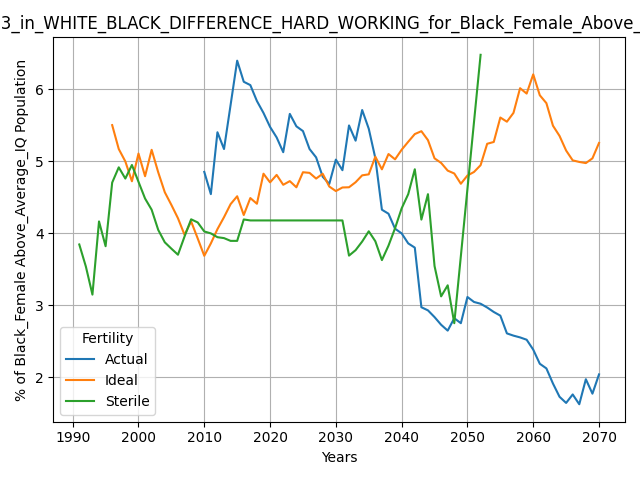 3_in_WHITE_BLACK_DIFFERENCE_HARD_WORKING_for_Black_Female_Above_
% of Black_Female Above_Average_IQ Population
6
5
4
3
2
Fertility
Actual
Ideal
Sterile
1990 2000 2010 2020 2030 2040 2050 2060 2070
Years